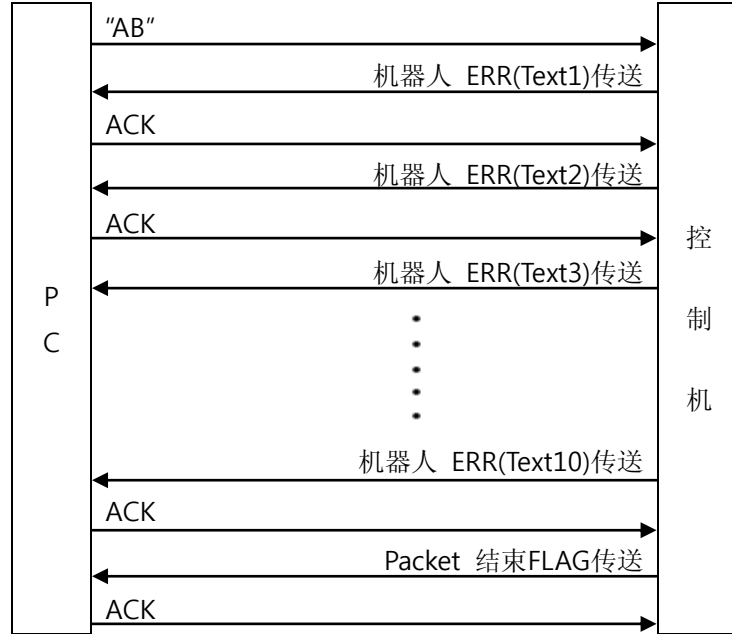 “AB”
机器人 ERR(Text1)传送
ACK
机器人 ERR(Text2)传送
ACK
机器人 ERR(Text3)传送
P
C
控
制
机
机器人 ERR(Text10)传送
ACK
Packet 结束FLAG传送
ACK